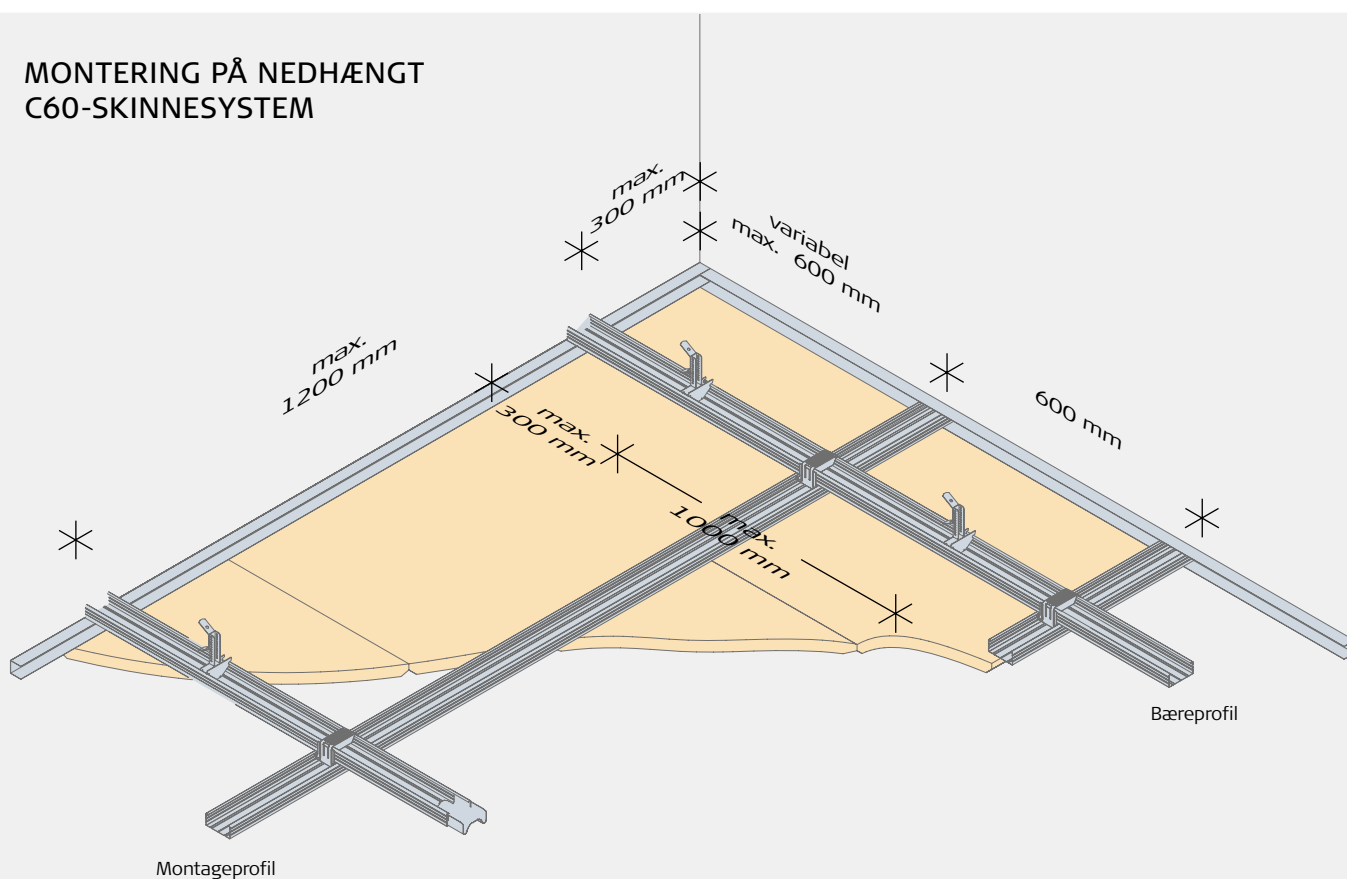 MONTERING PÅ NEDHÆNGT
C60-SKINNESYSTEM
max.
300 mm
variabel
max. 600 mm
max.
1200 mm
600 mm
max.
300 mm
max.
1000 mm
Bæreprofil
Montageprofil